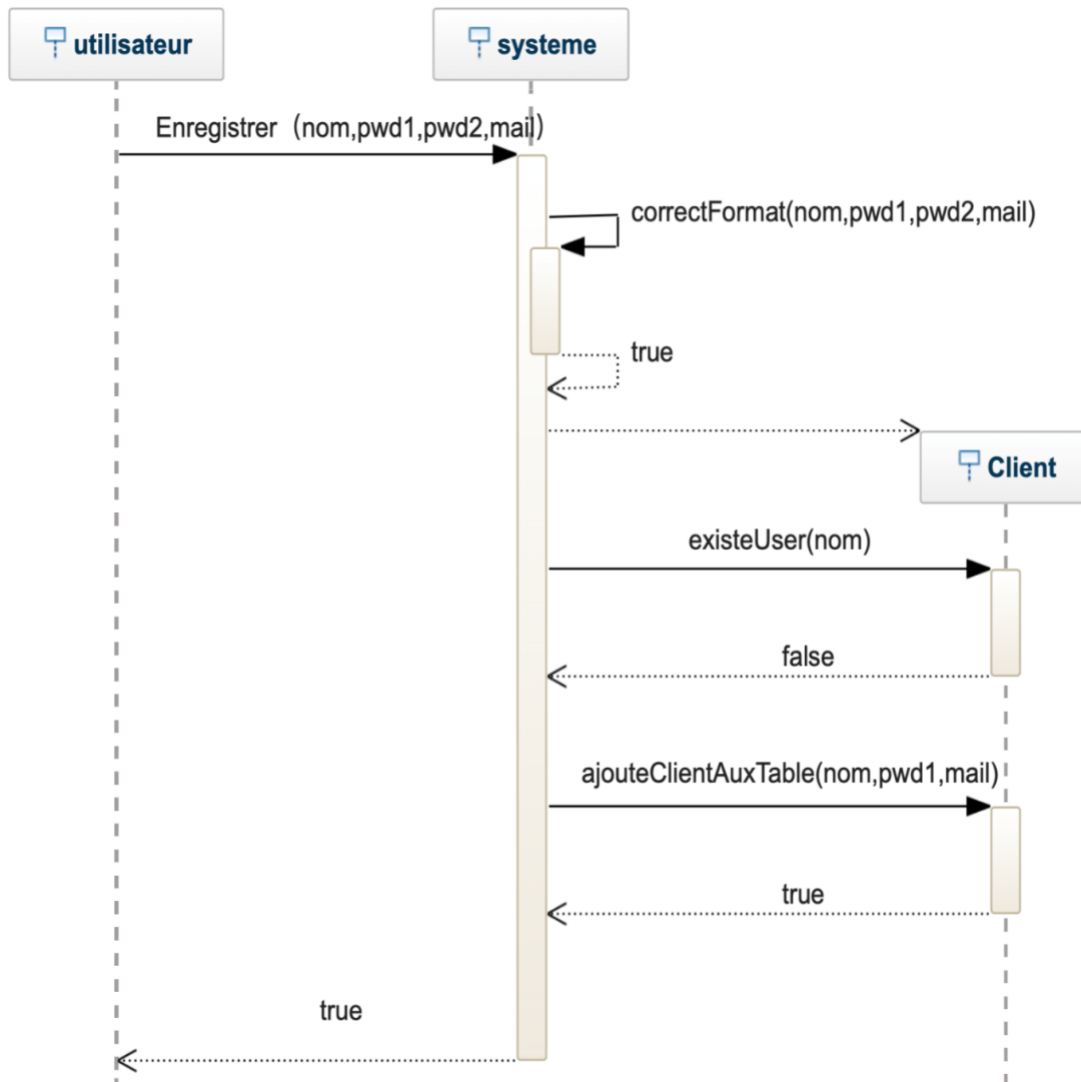 utilisateur
systeme
Enregistrer (nom,pwd1,pwd2,mail)
correctFormat(nom,pwd1,pwd2,mail)
true
Client
existeUser(nom)
false
ajouteClientAuxTable(nom,pwd1,mail)
true
true